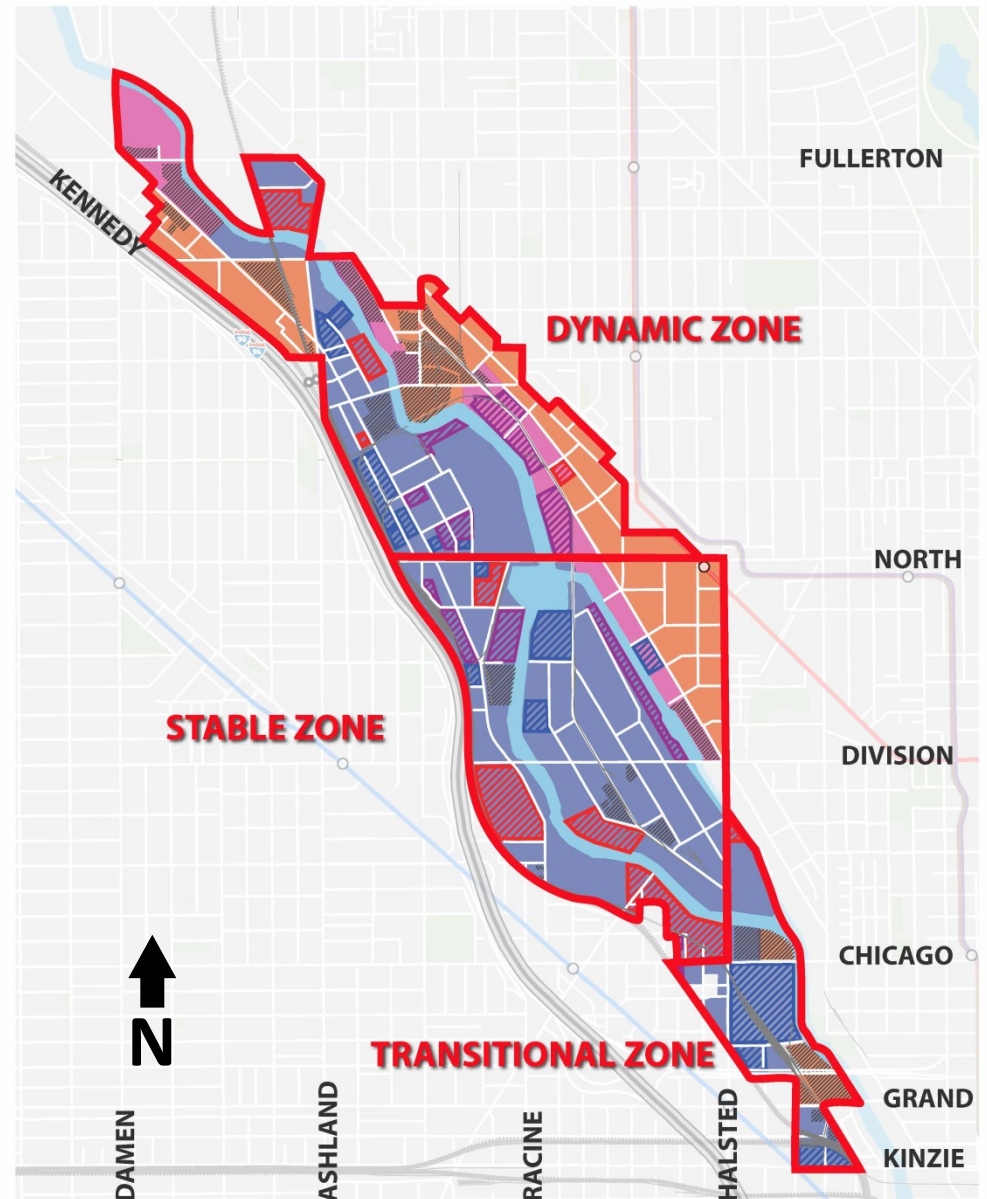 FULLERTON
KENNEDY
DYNAMIC ZONE
NORTH
STABLE ZONE
DIVISION
CHICAGO
N
TRANSITIONAL ZONE
GRAND
DAMEN
ASHLAND
RACINE
HALSTED
KINZIE